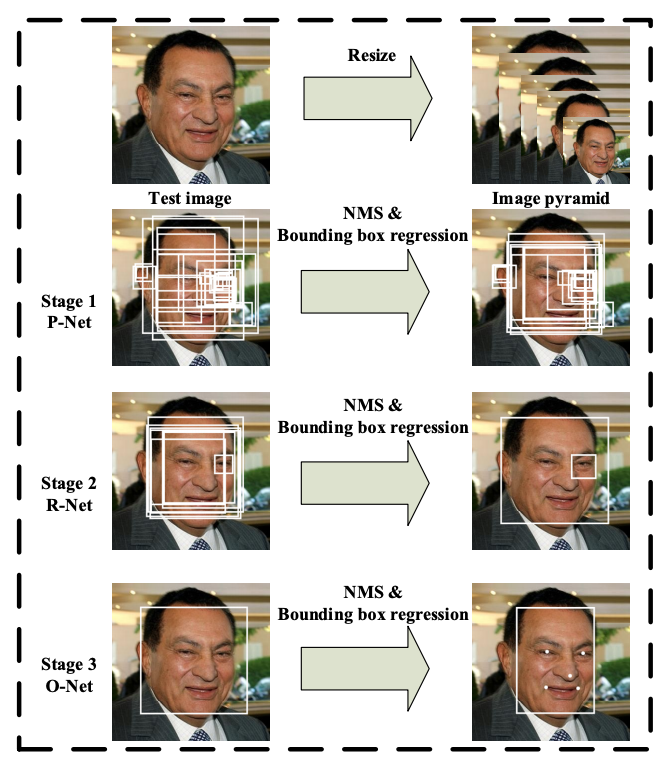 Resize
Test image
Image pyramid
NMS &
Bounding box regression
Stage 1
P-Net
NMS &
Bounding box regression
Stage 2
R-Net
NMS &
Bounding box regression
Stage 3
O-Net